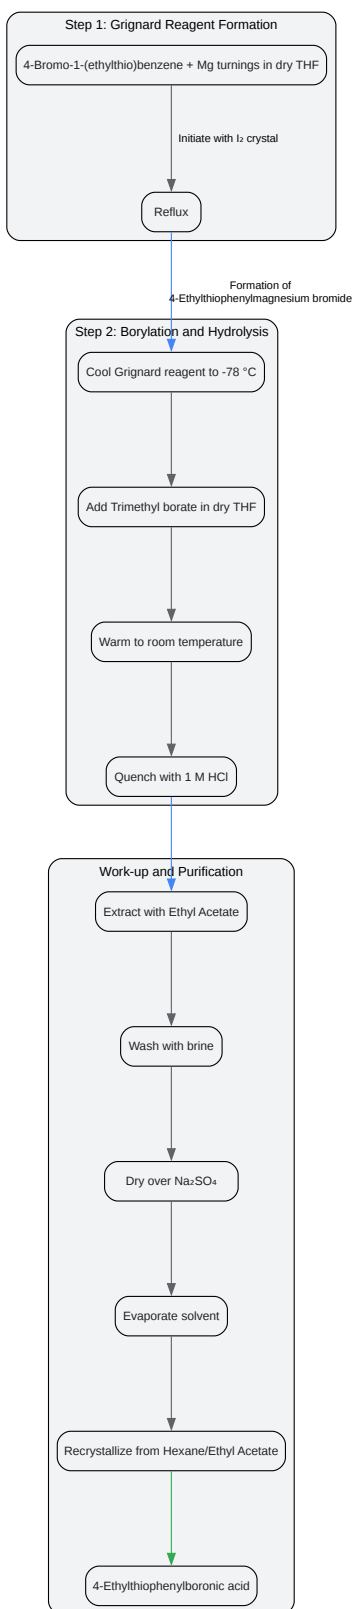 Step 1: Grignard Reagent Formation
4-Bromo-1-(ethylthio)benzene + Mg turnings in dry THF
Initiate with I₂ crystal
Reflux
Formation of
4-Ethylthiophenylmagnesium bromide
Step 2: Borylation and Hydrolysis
Cool Grignard reagent to -78 °C
Add Trimethyl borate in dry THF
Warm to room temperature
Quench with 1 M HCl
Work-up and Purification
Extract with Ethyl Acetate
Wash with brine
Dry over Na₂SO₄
Evaporate solvent
Recrystallize from Hexane/Ethyl Acetate
4-Ethylthiophenylboronic acid